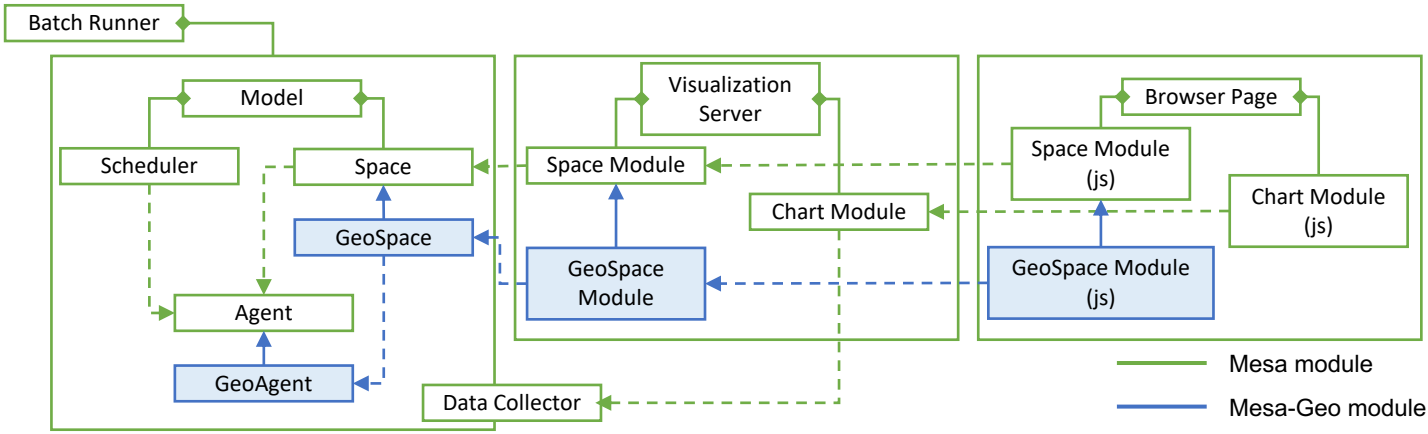 Batch Runner
Model
Scheduler
Space
GeoSpace
Agent
GeoAgent
Data Collector
Visualization
Server
Space Module
Chart Module
GeoSpace
Module
Browser Page
Space Module
(js)
Chart Module
(js)
GeoSpace Module
(js)
Mesa module
Mesa-Geo module